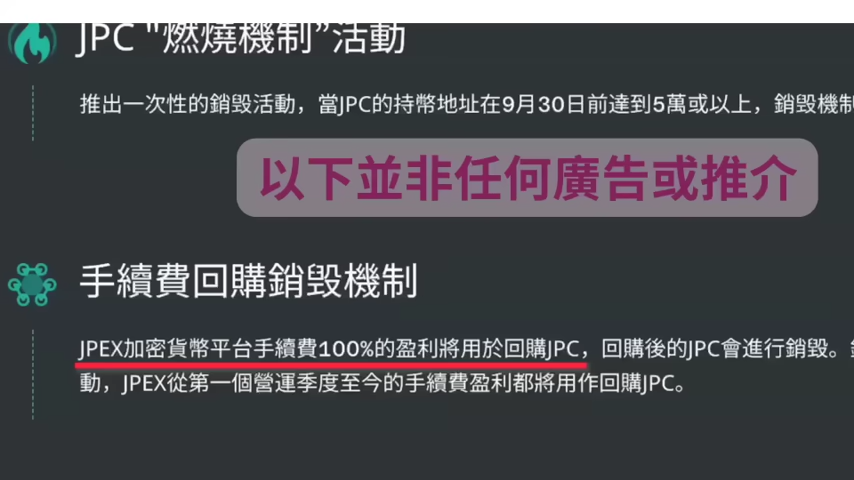 JPC "燃燒機制”活動
推出一次性的銷毀活動，當JPC的持幣地址在9月30日前達到5萬或以上，銷毀機制
以下並非任何廣告或推介
手續費回購銷毀機制
JPEX加密貨幣平台手續費100%的盈利將用於回購JPC，回購後的JPC會進行銷毀。
動，JPEX從第一個營運季度至今的手續費盈利都將用作回購JPC。